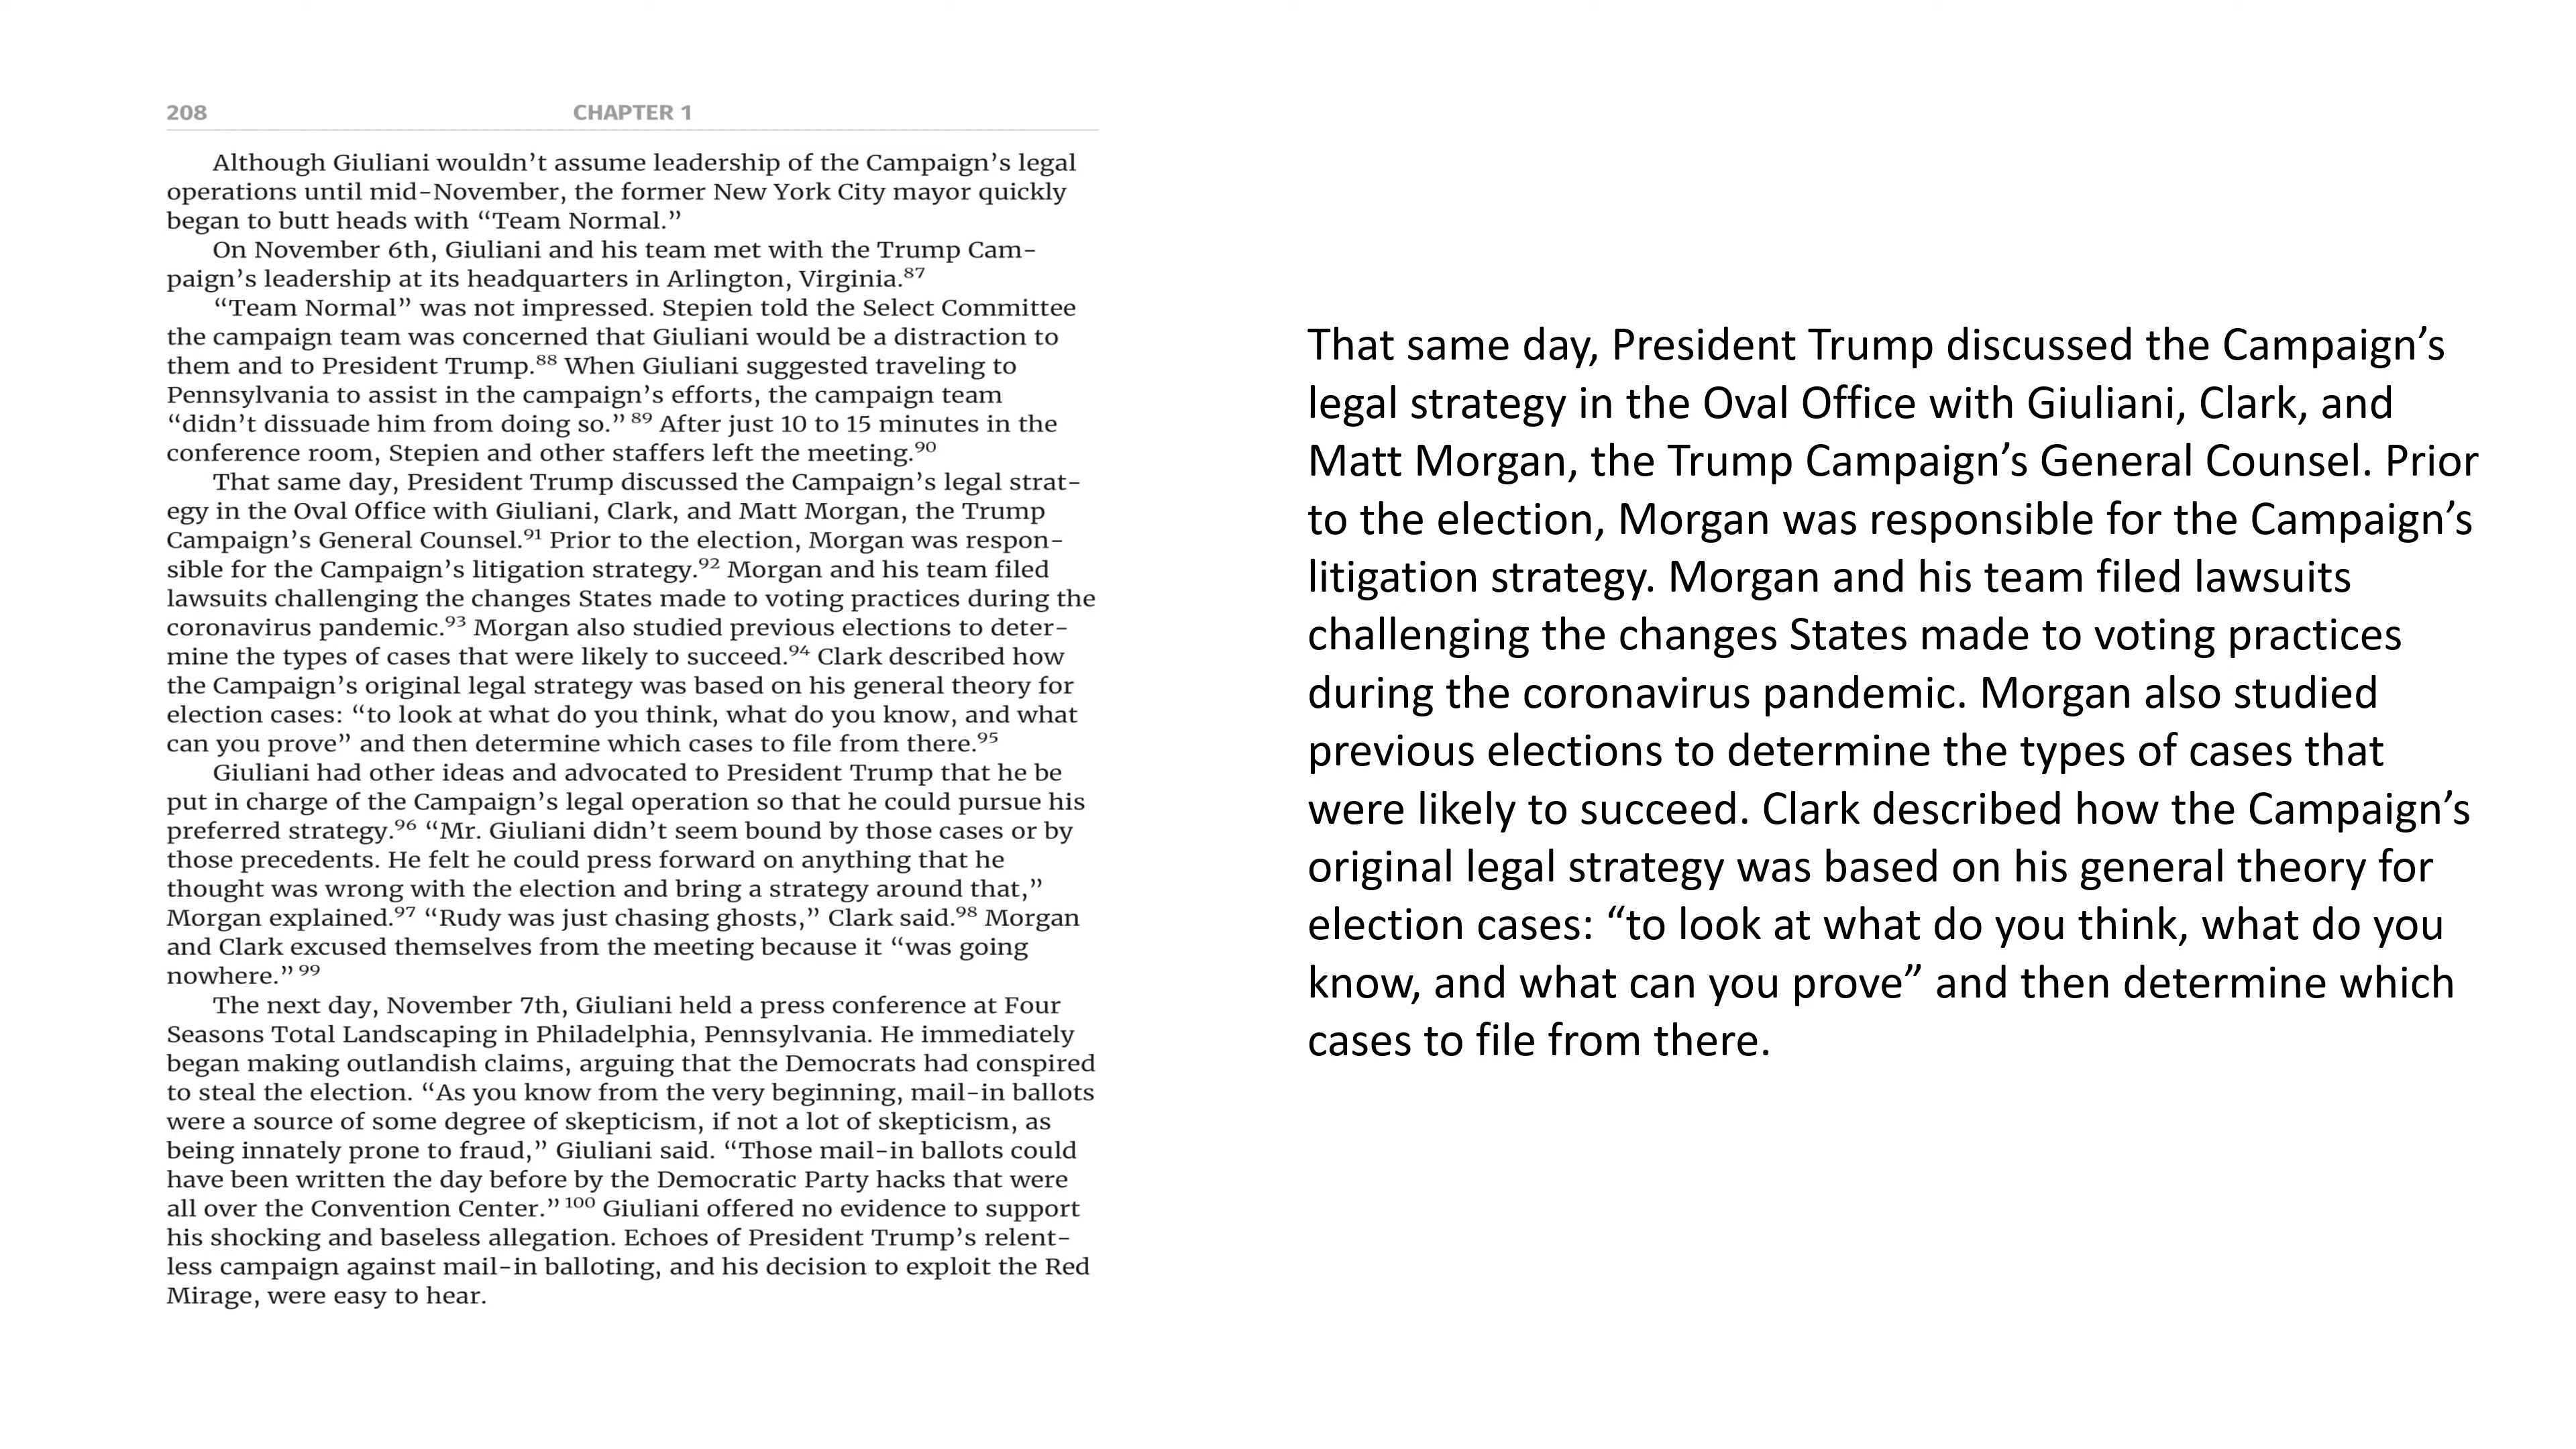 208 CHAPTER 1
Although Giuliani wouldn’t assume leadership of the Campaign’s legal
operations until mid-November, the former New York City mayor quickly
began to butt heads with “Team Normal.”
On November 6th, Giuliani and his team met with the Trump Cam-
paign’s leadership at its headquarters in Arlington, Virginia.87
“Team Normal” was not impressed. Stepien told the Select Committee
the campaign team was concerned that Giuliani would be a distraction to
them and to President Trump.88 When Giuliani suggested traveling to
Pennsylvania to assist in the campaign’s efforts, the campaign team
“didn’t dissuade him from doing so.” 89 After just 10 to 15 minutes in the
conference room, Stepien and other staffers left the meeting.90
That same day, President Trump discussed the Campaign’s legal strat-
egy in the Oval Office with Giuliani, Clark, and Matt Morgan, the Trump
Campaign’s General Counsel.91 Prior to the election, Morgan was respon-
sible for the Campaign’s litigation strategy.92 Morgan and his team filed
lawsuits challenging the changes States made to voting practices during the
coronavirus pandemic.93 Morgan also studied previous elections to deter-
mine the types of cases that were likely to succeed.94 Clark described how
the Campaign’s original legal strategy was based on his general theory for
election cases: “to look at what do you think, what do you know, and what
can you prove” and then determine which cases to file from there.95
Giuliani had other ideas and advocated to President Trump that he be
put in charge of the Campaign’s legal operation so that he could pursue his
preferred strategy.96 “Mr. Giuliani didn’t seem bound by those cases or by
those precedents. He felt he could press forward on anything that he
thought was wrong with the election and bring a strategy around that,”
Morgan explained.97 “Rudy was just chasing ghosts,” Clark said.98 Morgan
and Clark excused themselves from the meeting because it “was going
nowhere.” 99
The next day, November 7th, Giuliani held a press conference at Four
Seasons Total Landscaping in Philadelphia, Pennsylvania. He immediately
began making outlandish claims, arguing that the Democrats had conspired
to steal the election. “As you know from the very beginning, mail-in ballots
were a source of some degree of skepticism, if not a lot of skepticism, as
being innately prone to fraud,” Giuliani said. “Those mail-in ballots could
have been written the day before by the Democratic Party hacks that were
all over the Convention Center.” 100 Giuliani offered no evidence to support
his shocking and baseless allegation. Echoes of President Trump’s relent-
less campaign against mail-in balloting, and his decision to exploit the Red
Mirage, were easy to hear.
That same day, President Trump discussed the Campaign’s
legal strategy in the Oval Office with Giuliani, Clark, and
Matt Morgan, the Trump Campaign’s General Counsel. Prior
to the election, Morgan was responsible for the Campaign’s
litigation strategy. Morgan and his team filed lawsuits
challenging the changes States made to voting practices
during the coronavirus pandemic. Morgan also studied
previous elections to determine the types of cases that
were likely to succeed. Clark described how the Campaign’s
original legal strategy was based on his general theory for
election cases: “to look at what do you think, what do you
know, and what can you prove” and then determine which
cases to file from there.